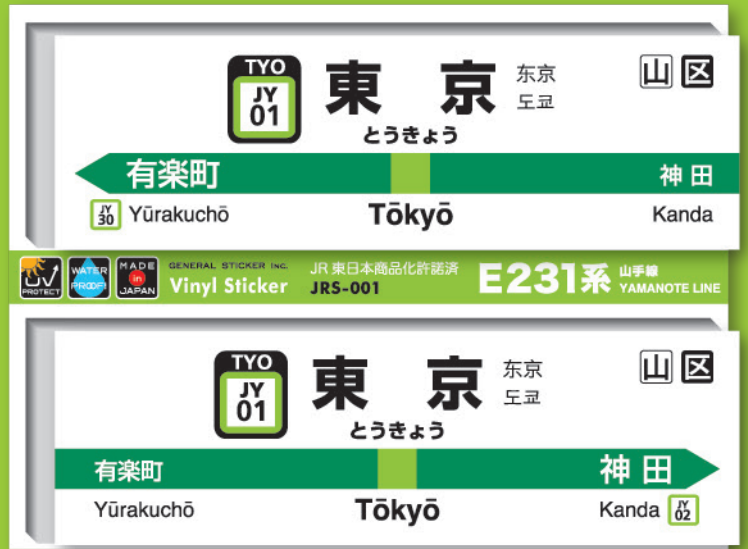 TYO
JY
01
東京
东京
도쿄
山 区
とうきょう
有楽町 神田
JY
30
Yūrakuchō Tōkyō Kanda
UV
PROTECT
WATER
PROOF!
MADE
in
JAPAN
GENERAL STICKER INC.
Vinyl Sticker
JR東日本商品化許諾済
JRS-001
E231系
山手線
YAMANOTE LINE
TYO
JY
01
東京
东京
도쿄
山 区
とうきょう
有楽町 神田
Yūrakuchō Tōkyō Kanda
JY
02